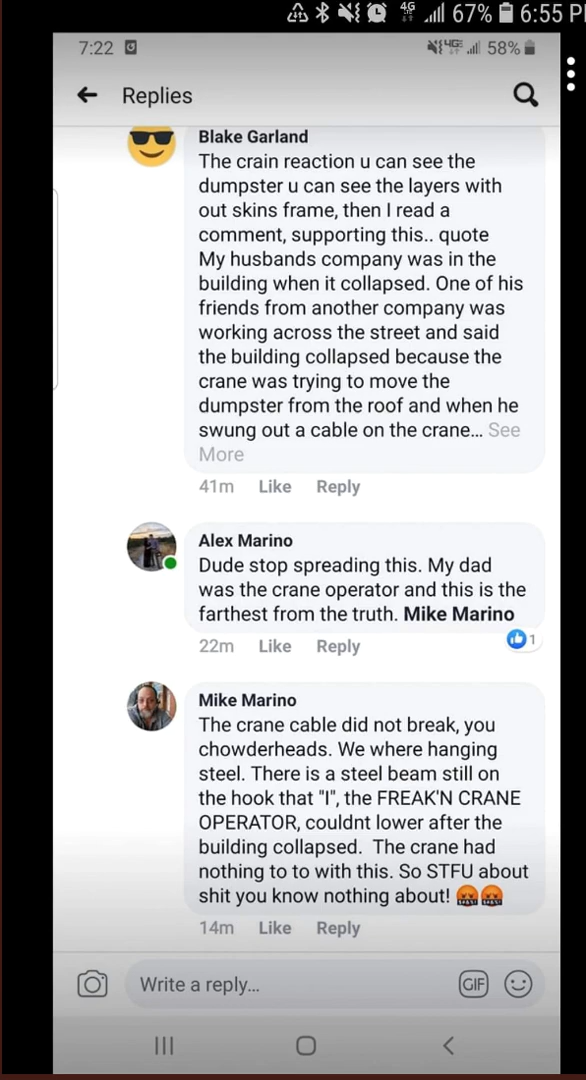 4G 67% 6:55 P
7:22 4G 58%
Replies
Blake Garland
The crain reaction u can see the
dumpster u can see the layers with
out skins frame, then I read a
comment, supporting this.. quote
My husbands company was in the
building when it collapsed. One of his
friends from another company was
working across the street and said
the building collapsed because the
crane was trying to move the
dumpster from the roof and when he
swung out a cable on the crane... See
More
41m Like Reply
Alex Marino
Dude stop spreading this. My dad
was the crane operator and this is the
farthest from the truth. Mike Marino
22m Like Reply 1
Mike Marino
The crane cable did not break, you
chowderheads. We where hanging
steel. There is a steel beam still on
the hook that "I", the FREAK'N CRANE
OPERATOR, couldnt lower after the
building collapsed. The crane had
nothing to to with this. So STFU about
shit you know nothing about! 🤬🤬
14m Like Reply
Write a reply... GIF